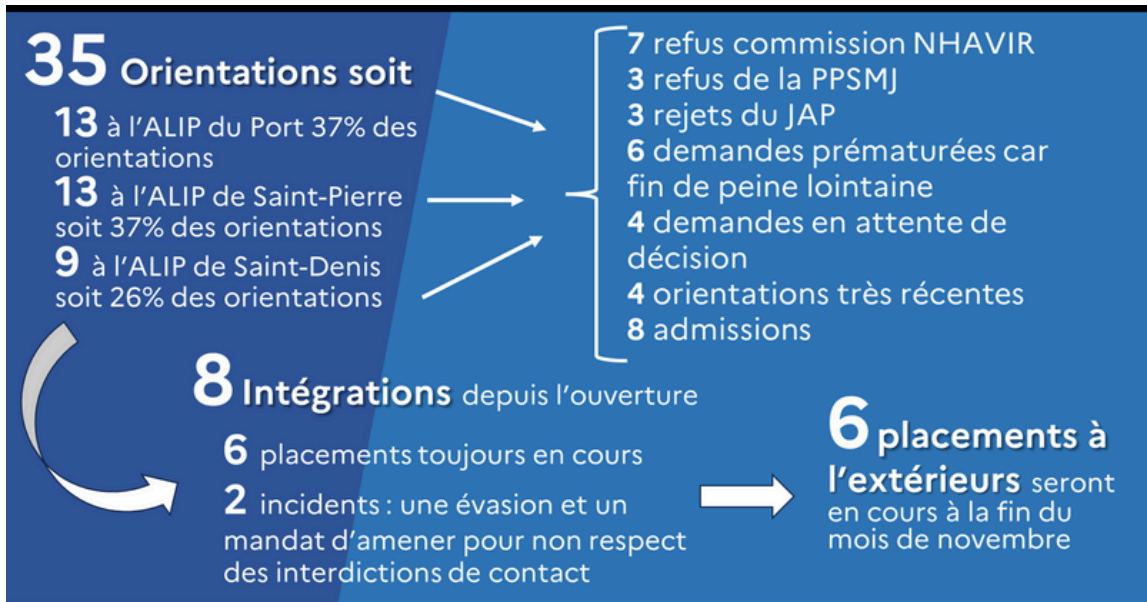 35 Orientations soit
13 à l'ALIP du Port 37% des
orientations
13 à l'ALIP de Saint-Pierre
soit 37% des orientations
9 à l'ALIP de Saint-Denis
soit 26% des orientations
7 refus commission NHAVIR
3 refus de la PPSMJ
3 rejets du JAP
6 demandes prématurées car
fin de peine lointaine
4 demandes en attente de
décision
4 orientations très récentes
8 admissions
8 Intégrations depuis l'ouverture
6 placements toujours en cours
2 incidents : une évasion et un
mandat d'amener pour non respect
des interdictions de contact
6 placements à
l'extérieurs seront
en cours à la fin du
mois de novembre